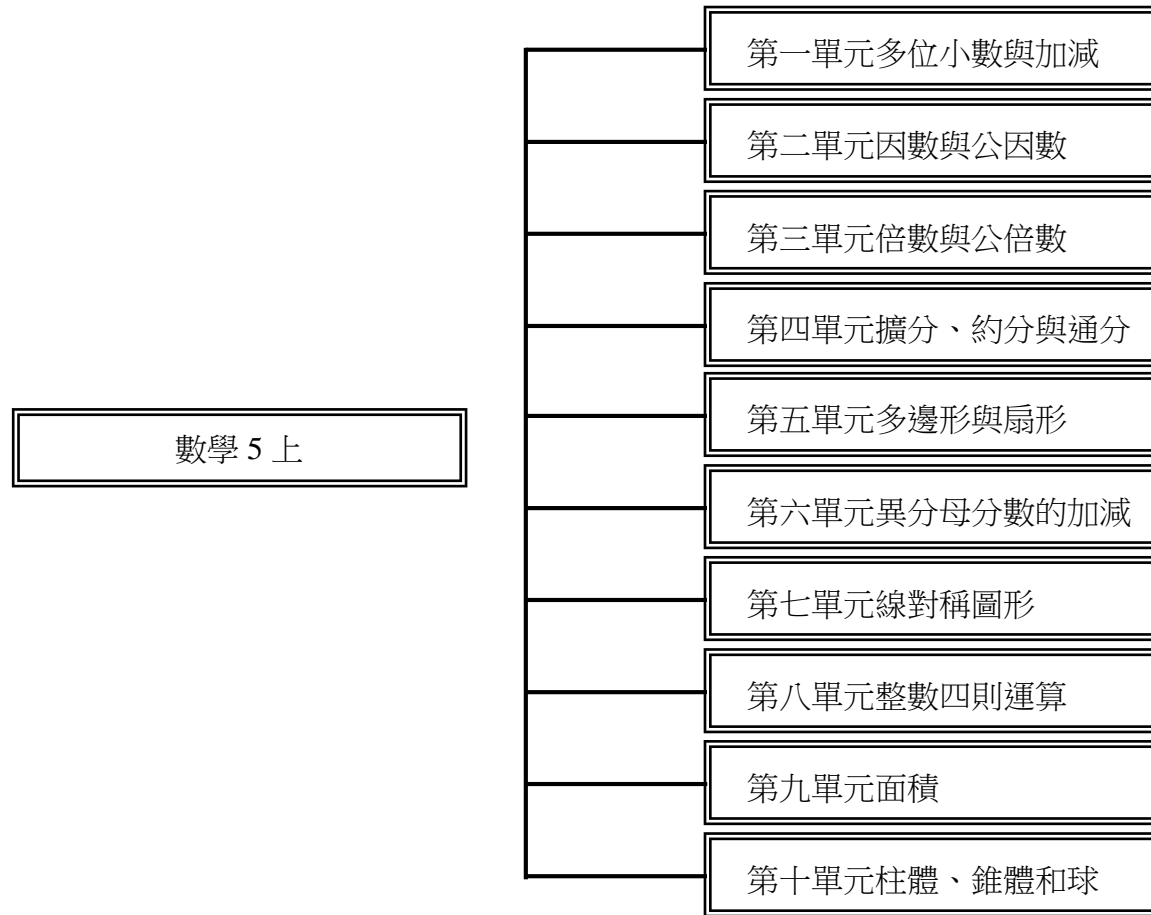 第一單元多位小數與加減
第二單元因數與公因數
第三單元倍數與公倍數
第四單元擴分、約分與通分
第五單元多邊形與扇形
數學 5 上
第六單元異分母分數的加減
第七單元線對稱圖形
第八單元整數四則運算
第九單元面積
第十單元柱體、錐體和球